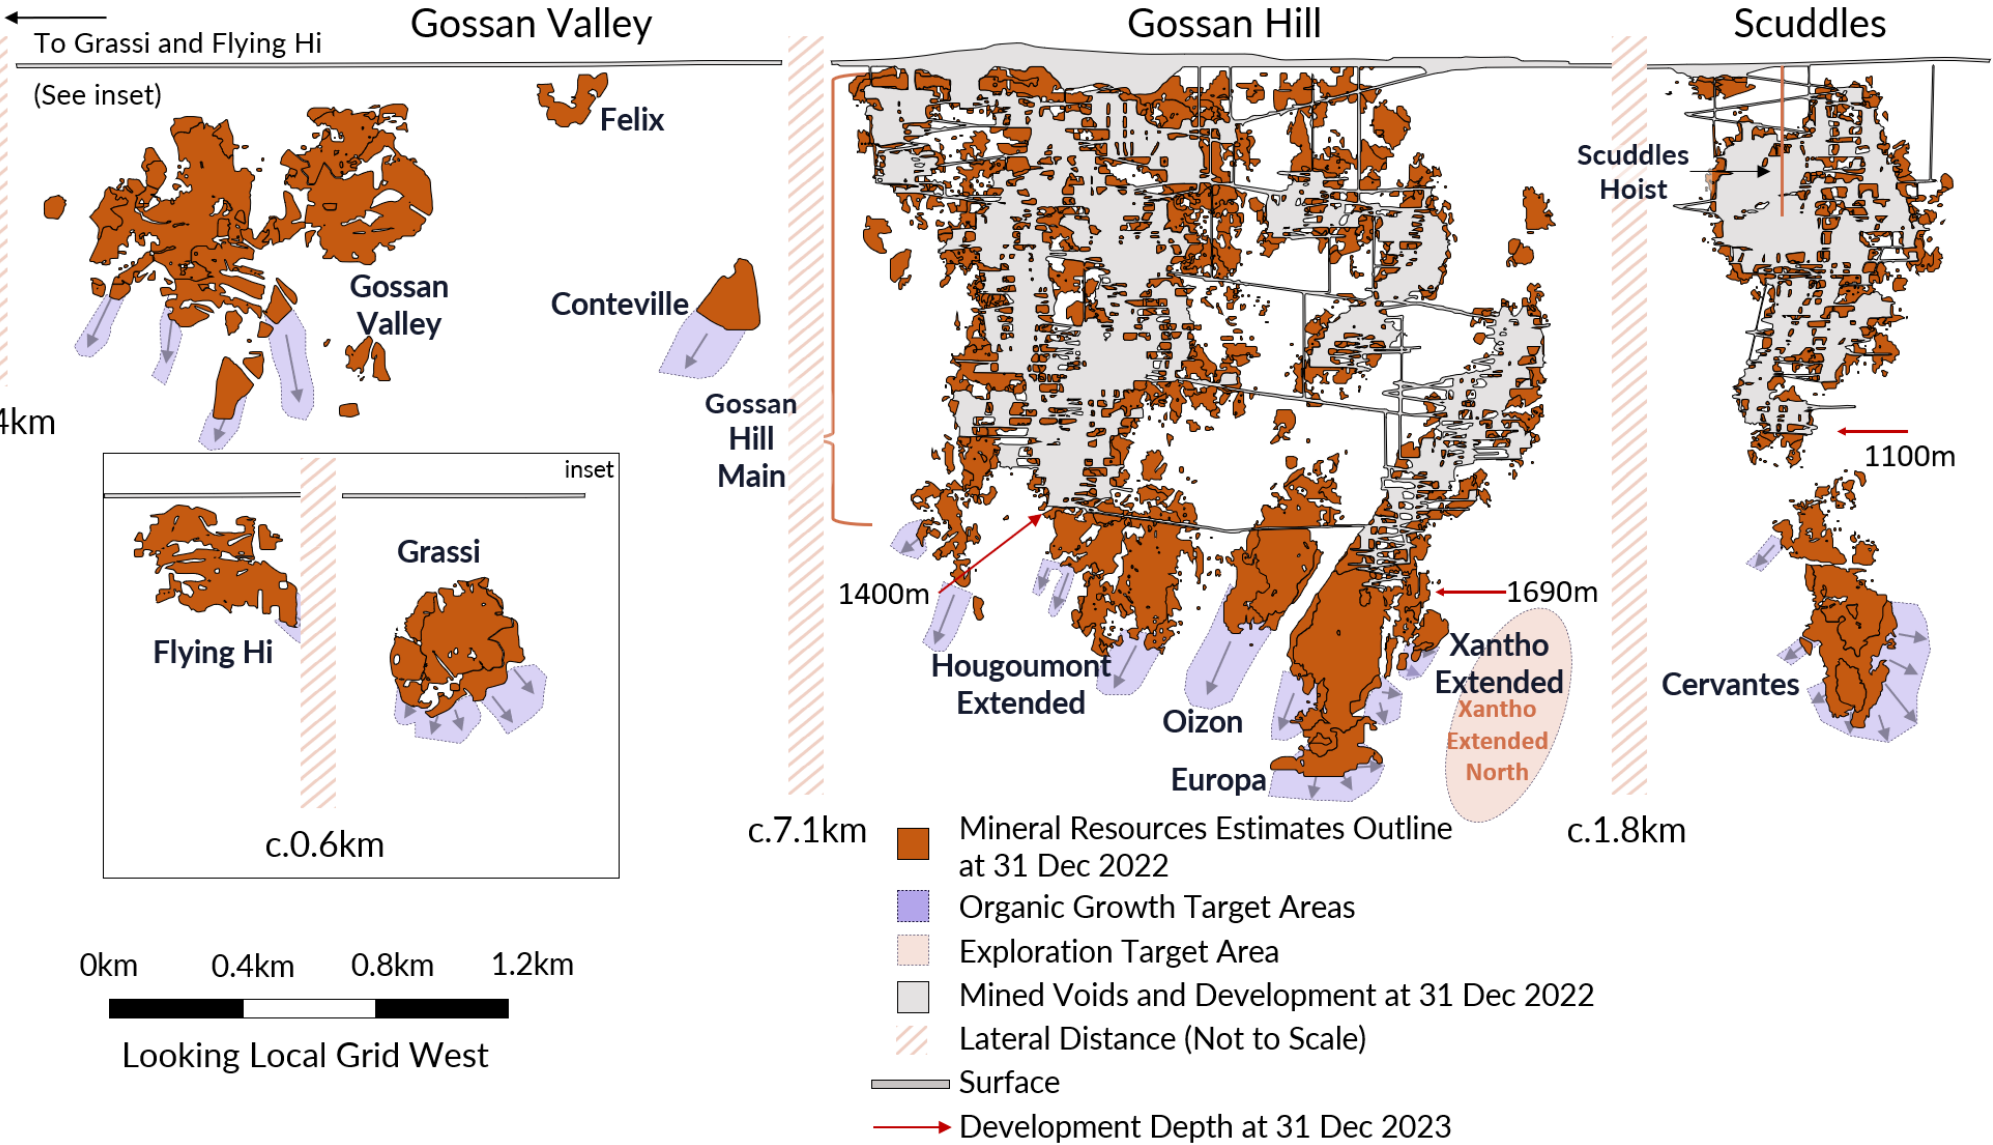 Gossan Valley
Gossan Hill
Scuddles
To Grassi and Flying Hi
(See inset)
Felix
Scuddles
Hoist
Gossan
Valley
Conteville
Gossan
Hill
Main
4km
1100m
inset
Grassi
Flying Hi
c.0.6km
1400m
1690m
Hougoumont
Extended
Oizon
Europa
Xantho
Extended
Xantho
Extended
North
Cervantes
c.7.1km
c.1.8km
Mineral Resources Estimates Outline
at 31 Dec 2022
Organic Growth Target Areas
Exploration Target Area
Mined Voids and Development at 31 Dec 2022
Lateral Distance (Not to Scale)
Surface
Development Depth at 31 Dec 2023
0km 0.4km 0.8km 1.2km
Looking Local Grid West